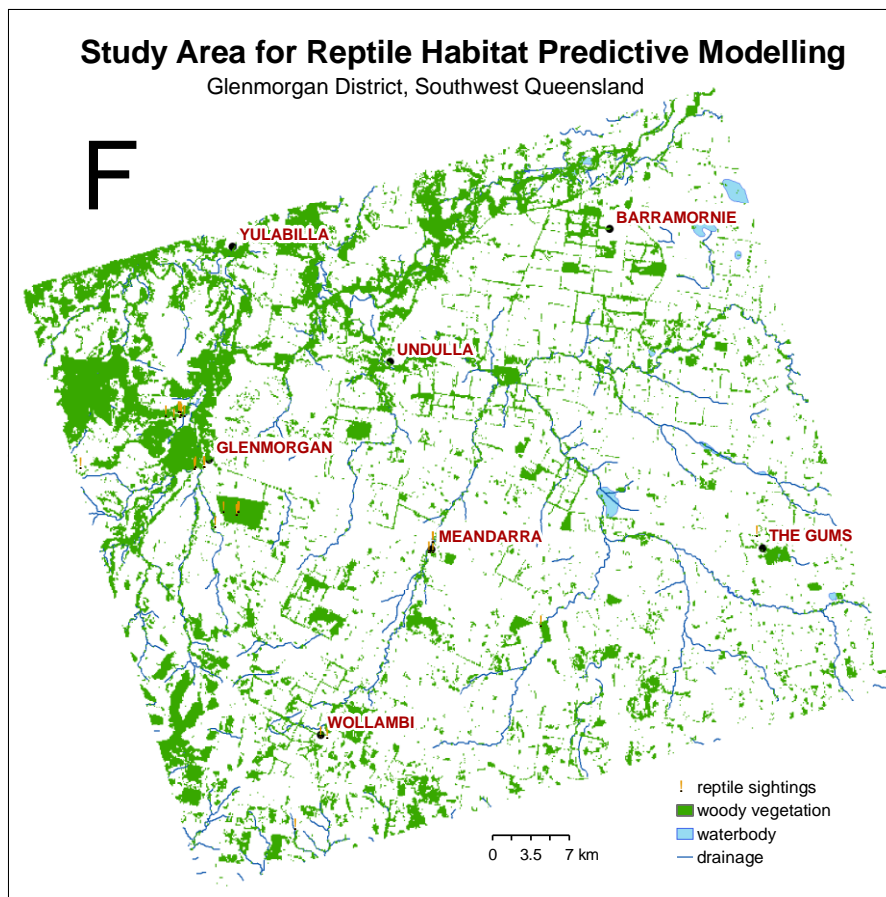 Study Area for Reptile Habitat Predictive Modelling
Glenmorgan District, Southwest Queensland
F
BARRAMORNIE
YULABILLA
UNDULLA
GLENMORGAN
MEANDARRA
THE GUMS
WOLLAMBI
! reptile sightings
woody vegetation
waterbody
drainage
0 3.5 7 km